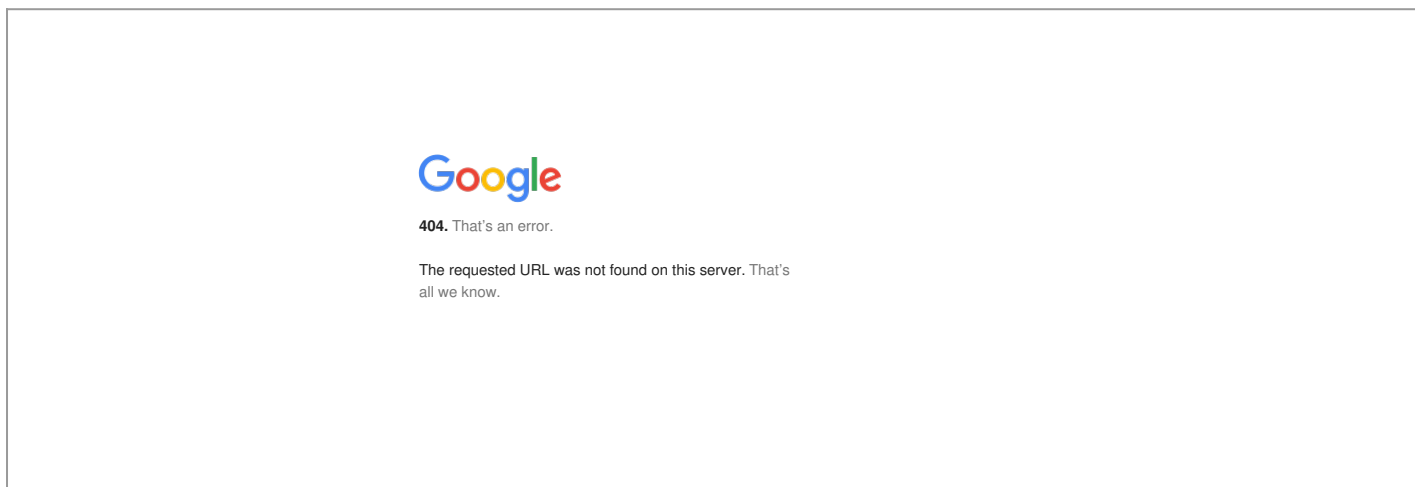 Google
404. That's an error.
The requested URL was not found on this server. That's
all we know.